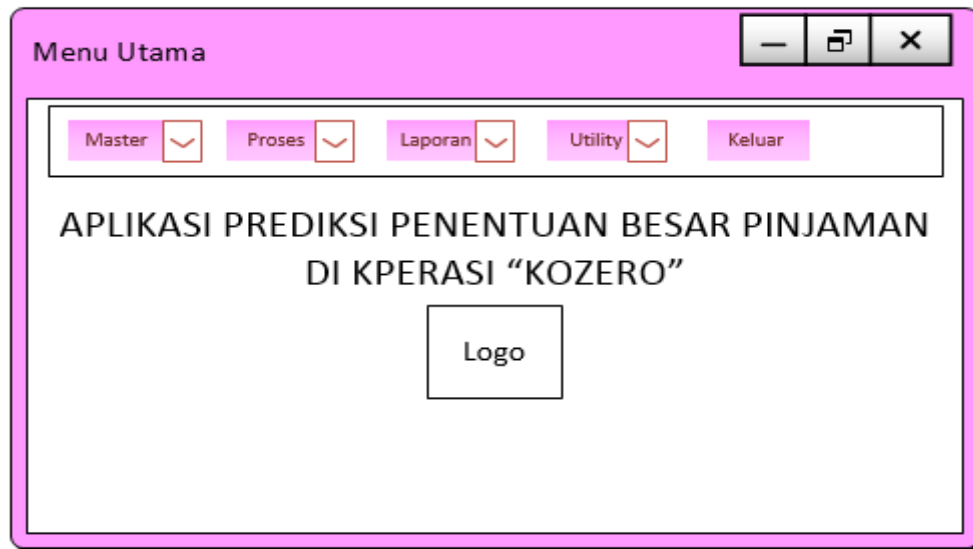 Menu Utama
Master Proses Laporan Utility Keluar
APLIKASI PREDIKSI PENENTUAN BESAR PINJAMAN
DI KPERASI “KOZERO”
Logo